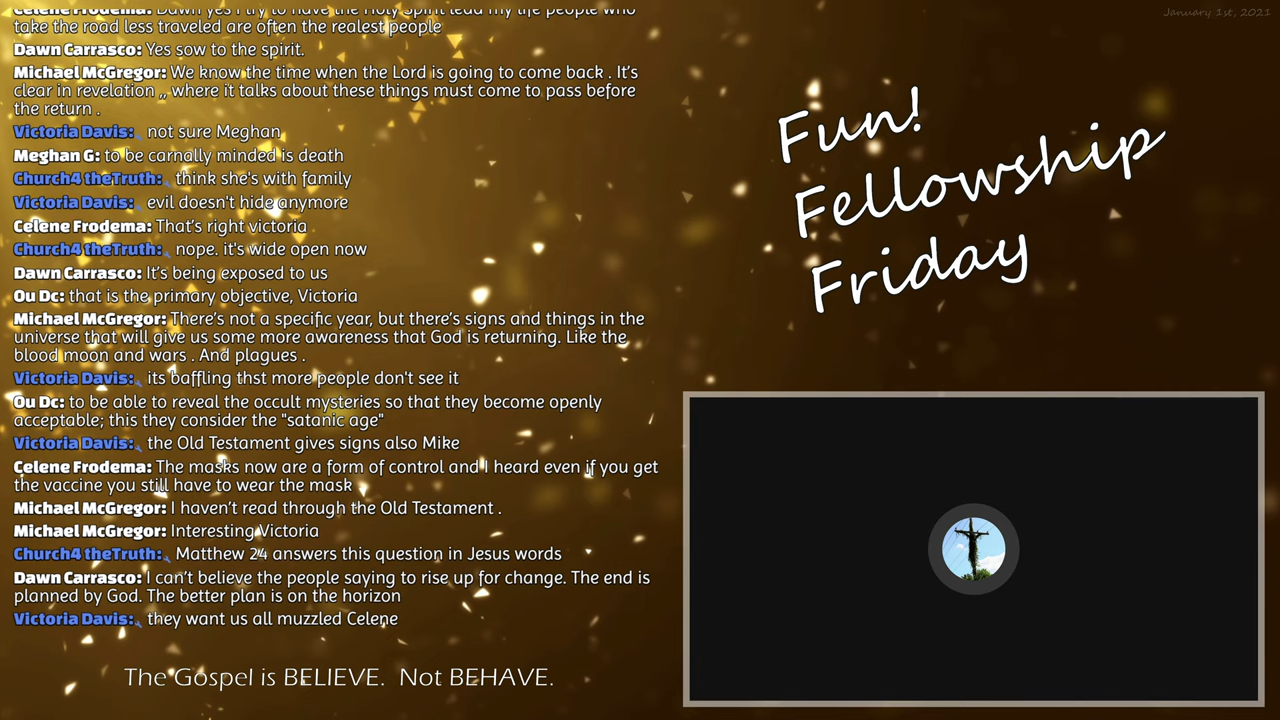 Celene Frodema: Dawn yes I try to have the Holy Spirit lead my life people who
take the road less traveled are often the realest people
Dawn Carrasco: Yes sow to the spirit.
Michael McGregor: We know the time when the Lord is going to come back . It's
clear in revelation ,, where it talks about these things must come to pass before
the return .
Victoria Davis: not sure Meghan
Meghan G: to be carnally minded is death
Church4 theTruth: think she's with family
Victoria Davis: evil doesn't hide anymore
Celene Frodema: That's right victoria
Church4 theTruth: nope. it's wide open now
Dawn Carrasco: It's being exposed to us
Ou Dc: that is the primary objective, Victoria
Michael McGregor: There's not a specific year, but there's signs and things in the
universe that will give us some more awareness that God is returning. Like the
blood moon and wars . And plagues .
Victoria Davis: its baffling thst more people don't see it
Ou Dc: to be able to reveal the occult mysteries so that they become openly
acceptable; this they consider the "satanic age"
Victoria Davis: the Old Testament gives signs also Mike
Celene Frodema: The masks now are a form of control and I heard even if you get
the vaccine you still have to wear the mask
Michael McGregor: I haven't read through the Old Testament .
Michael McGregor: Interesting Victoria
Church4 theTruth: Matthew 24 answers this question in Jesus words
Dawn Carrasco: I can't believe the people saying to rise up for change. The end is
planned by God. The better plan is on the horizon
Victoria Davis: they want us all muzzled Celene
The Gospel is BELIEVE. Not BEHAVE.
January 1st, 2021
Fun!
Fellowship
Friday